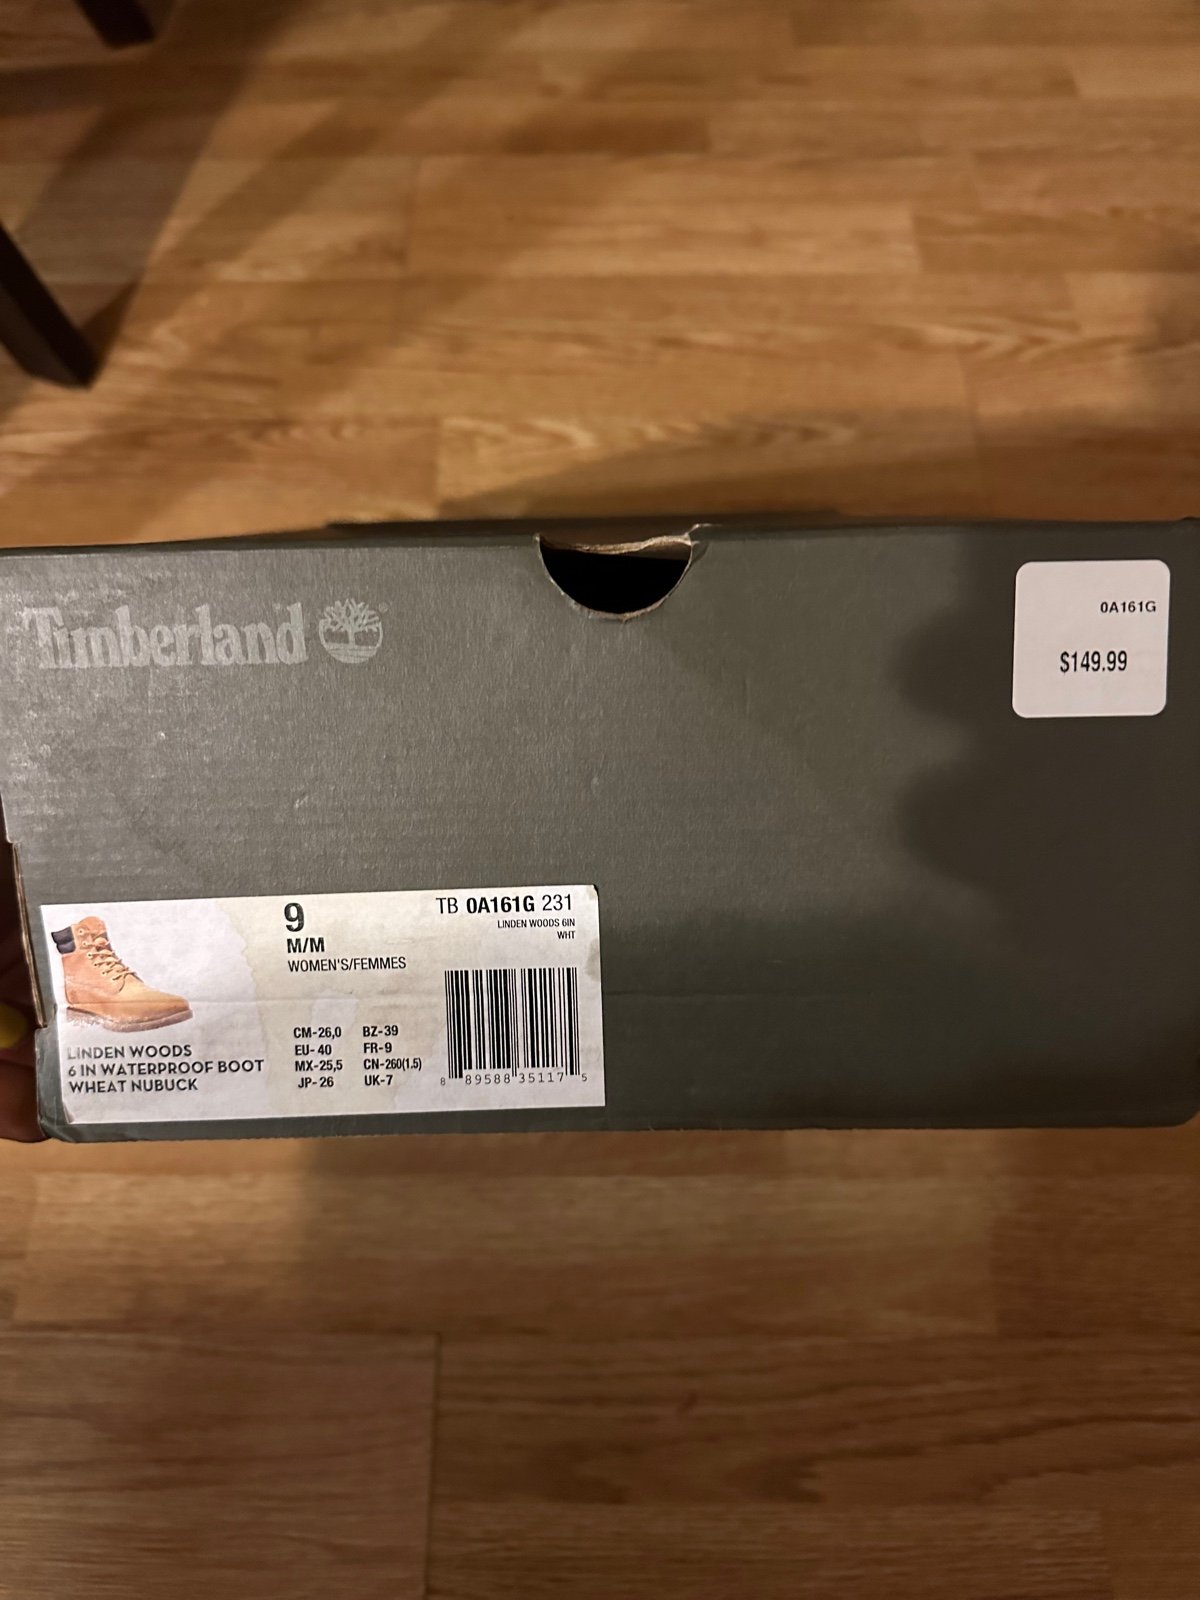 Timberland
0A161G
$149.99
9
M/M
WOMEN'S/FEMMES
TB 0A161G 231
LINDEN WOODS 6IN
WHT
LINDEN WOODS
6 IN WATERPROOF BOOT
WHEAT NUBUCK
CM-26,0 BZ-39
EU-40 FR-9
MX-25,5 CN-260(1.5)
JP-26 UK-7
8 89588 35117 5